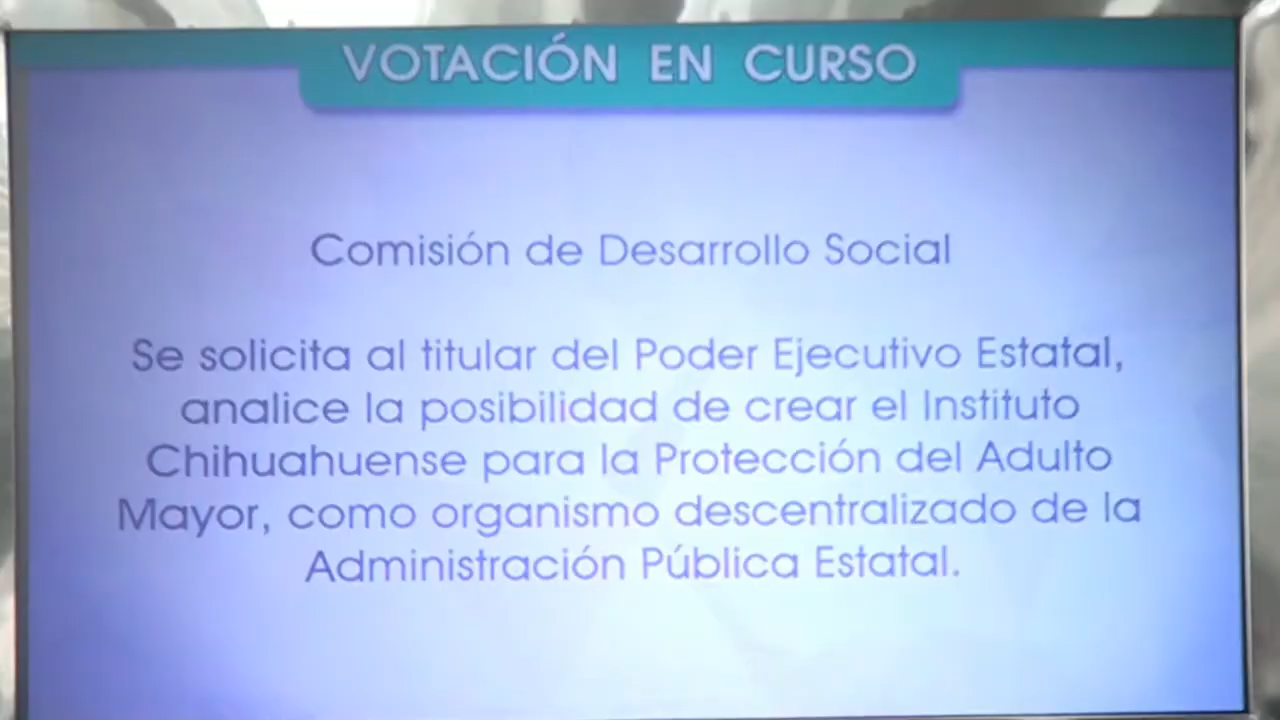 VOTACIÓN EN CURSO
Comisión de Desarrollo Social
Se solicita al titular del Poder Ejecutivo Estatal,
analice la posibilidad de crear el Instituto
Chihuahuense para la Protección del Adulto
Mayor, como organismo descentralizado de la
Administración Pública Estatal.